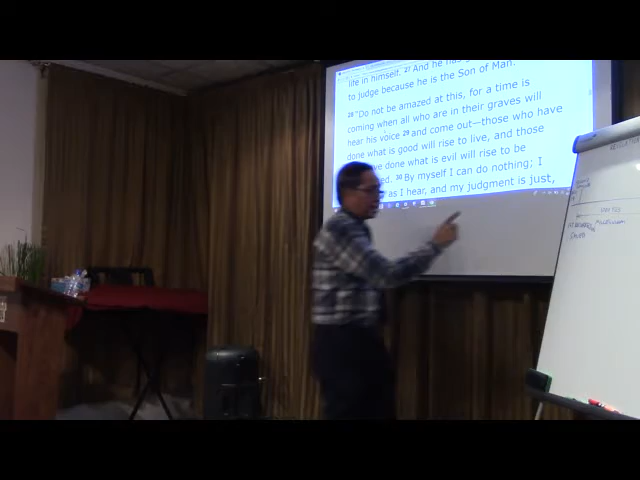 life in himself. 27 And he has
to judge because he is the Son of Man.
28 "Do not be amazed at this, for a time is
coming when all who are in their graves will
hear his voice 29 and come out—those who have
done what is good will rise to live, and those
ve done what is evil will rise to be
ed. 30 By myself I can do nothing; I
as I hear, and my judgment is just,